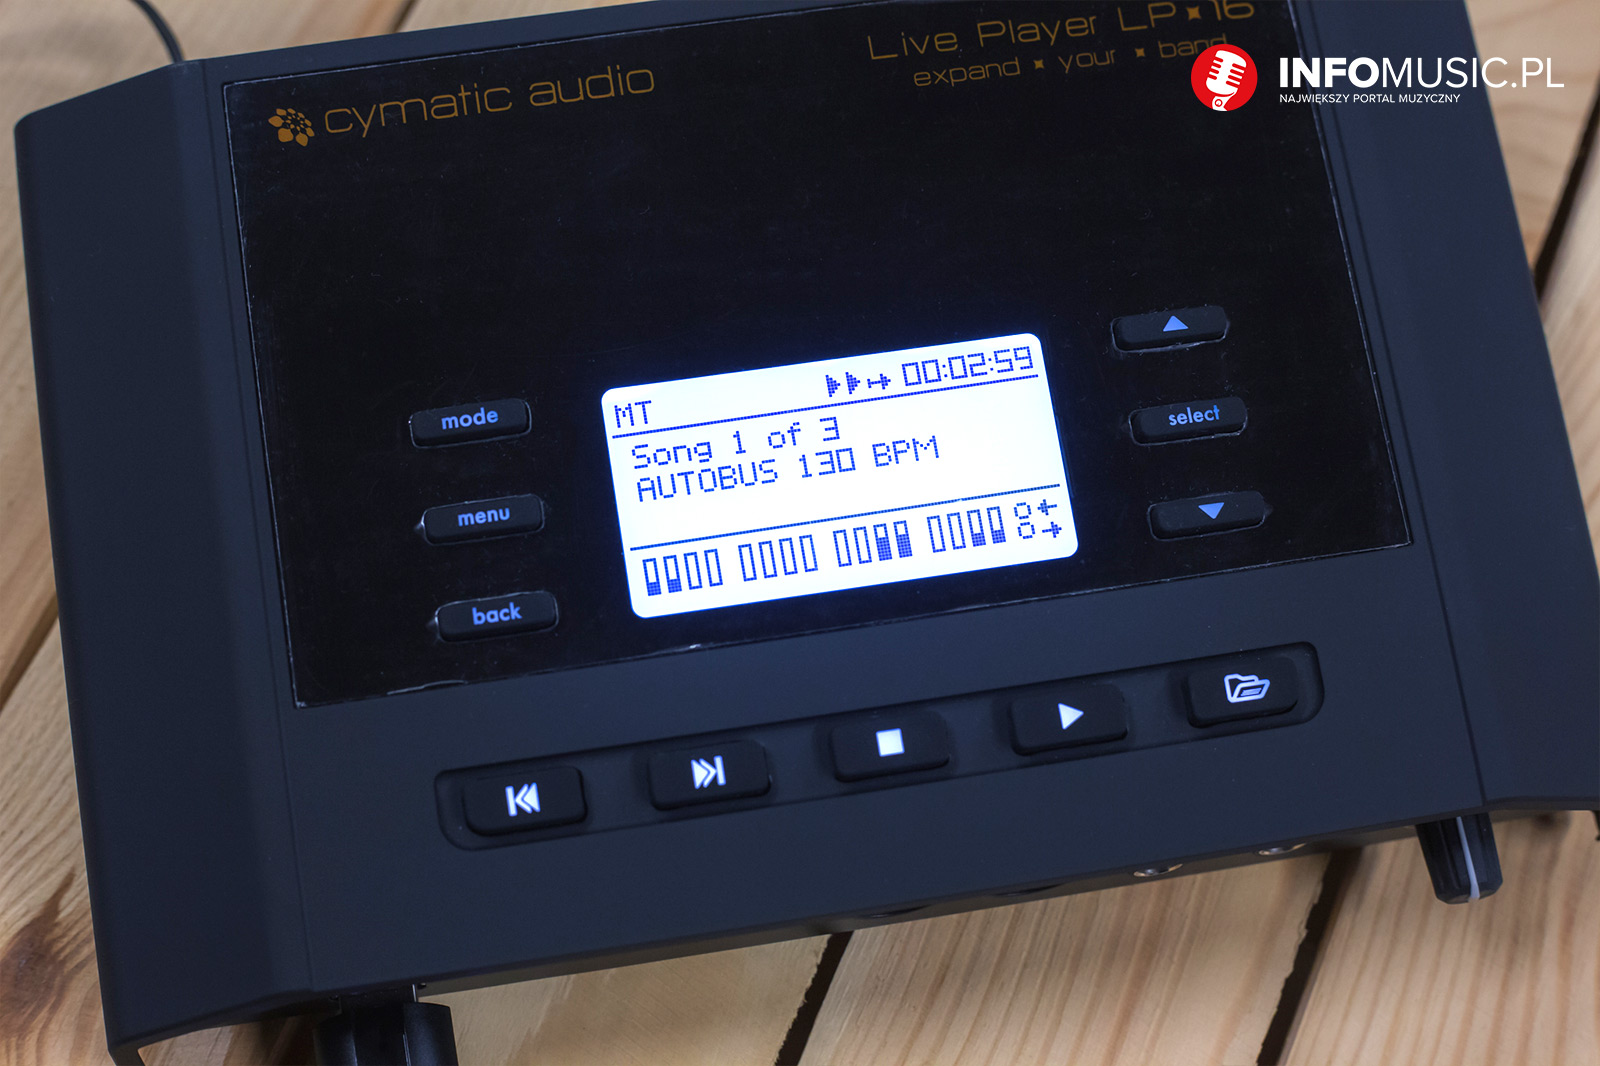 cymatic audio
Live Player LP 16
expand your band
INFOMUSIC.PL
NAJWIĘKSZY PORTAL MUZYCZNY
MT 00:02:59
Song 1 of 3
AUTOBUS 130 BPM
mode
menu
back
select